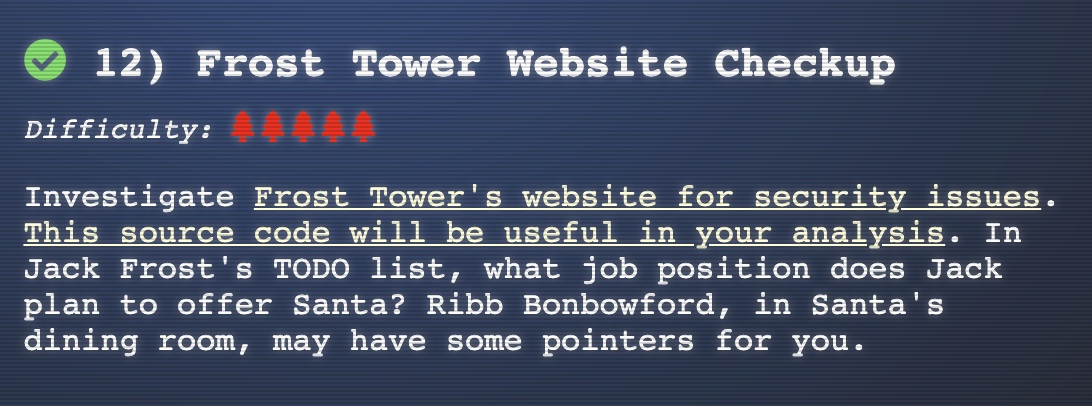 12) Frost Tower Website Checkup
Difficulty:
Investigate Frost Tower's website for security issues.
This source code will be useful in your analysis. In
Jack Frost's TODO list, what job position does Jack
plan to offer Santa? Ribb Bonbowford, in Santa's
dining room, may have some pointers for you.